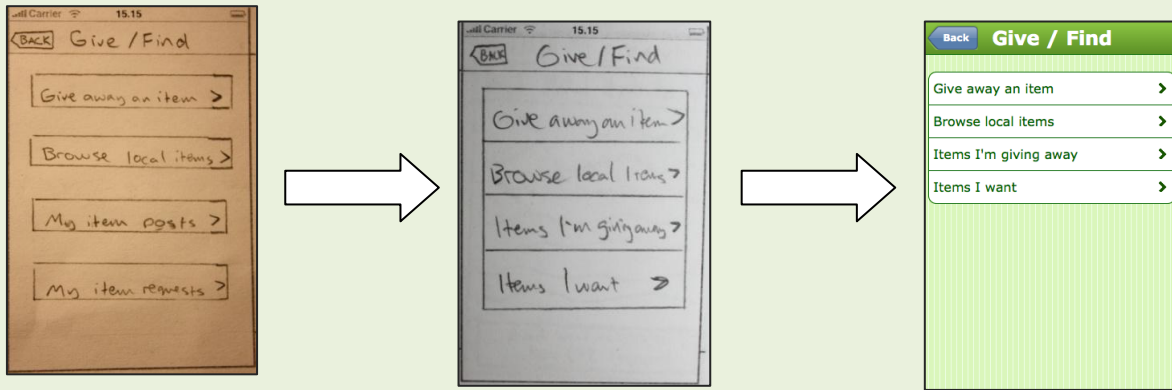 Carrier 15.15
BACK Give / Find
Give away an item >
Browse local items >
My item posts >
My item requests >
Carrier 15.15
BACK Give / Find
Give away an item >
Browse local Items >
Items I'm giving away >
Items I want >
Back Give / Find
Give away an item >
Browse local items >
Items I'm giving away >
Items I want >